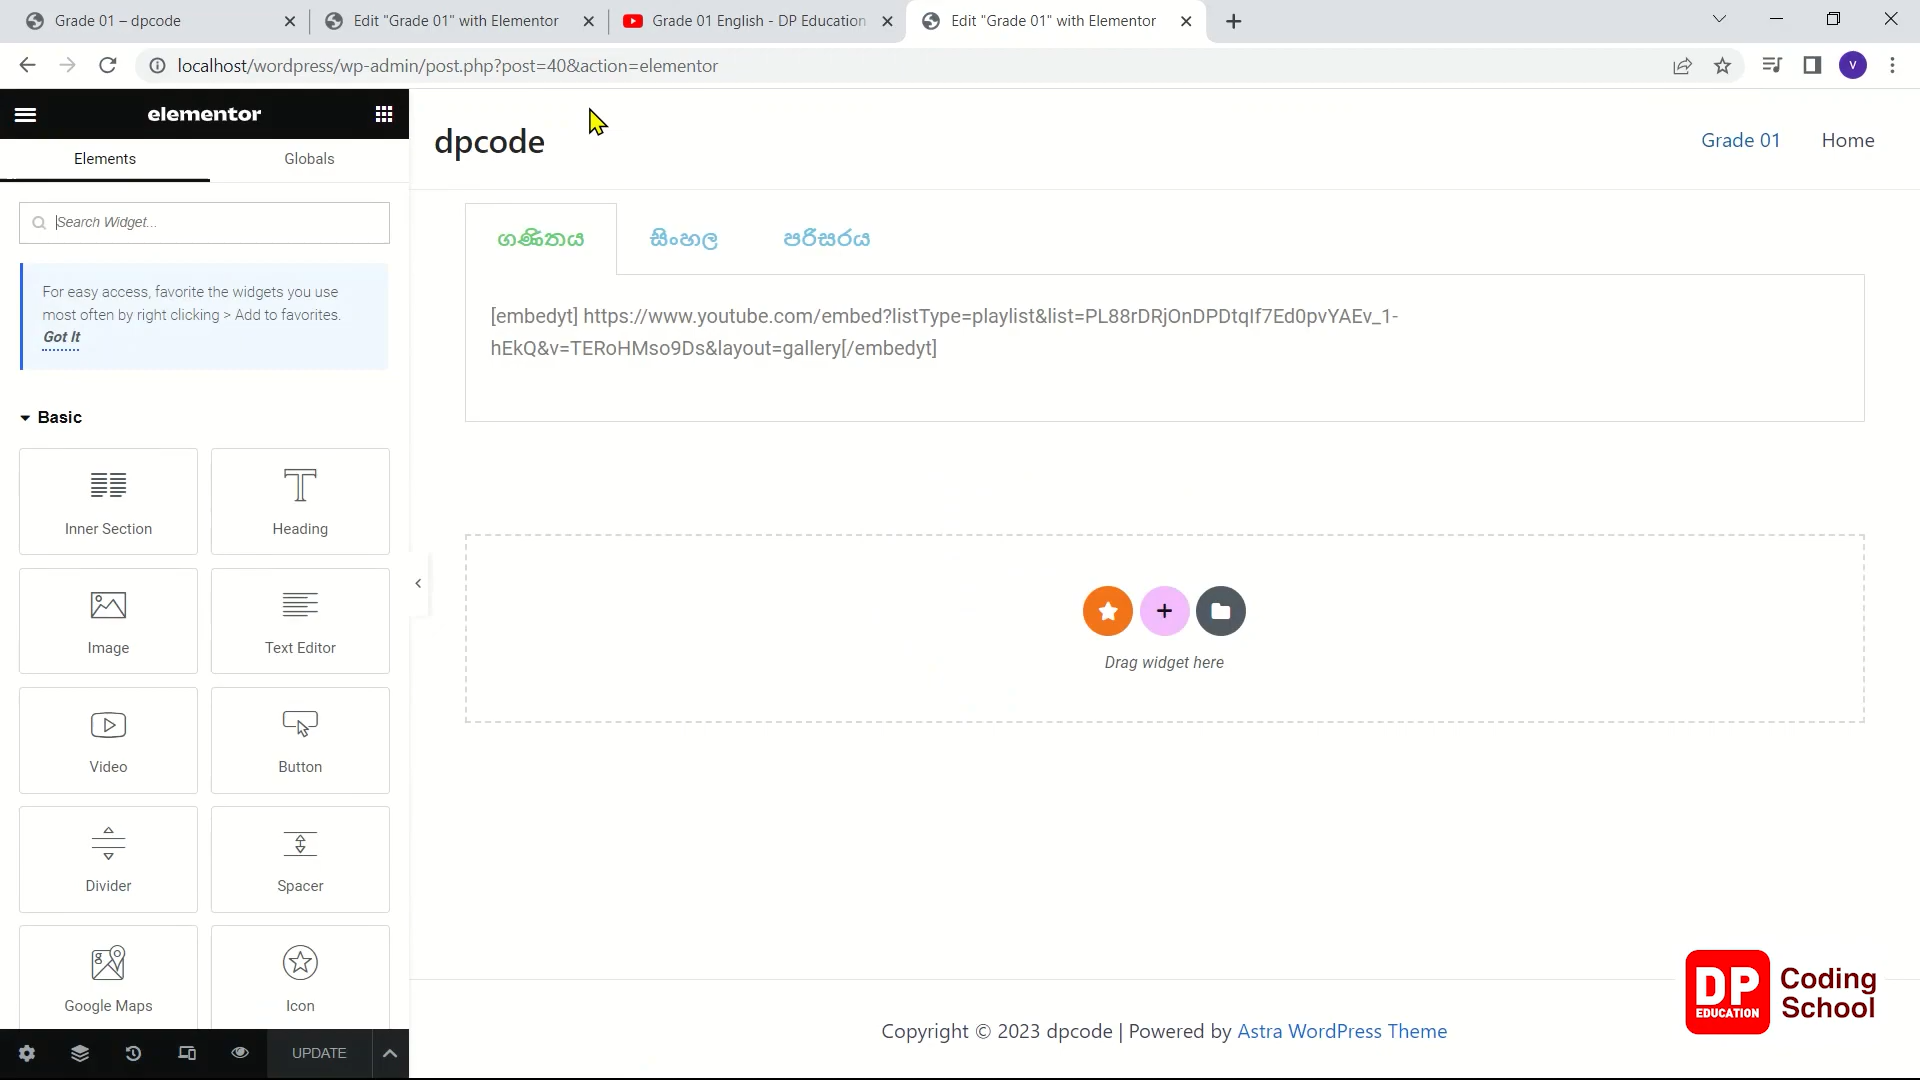 Grade 01 – dpcode
Edit "Grade 01" with Elementor
Grade 01 English - DP Education
Edit "Grade 01" with Elementor
localhost/wordpress/wp-admin/post.php?post=40&action=elementor
V
elementor
Elements
Globals
Search Widget...
For easy access, favorite the widgets you use
most often by right clicking > Add to favorites.
Got It
Basic
Inner Section
Heading
Image
Text Editor
Video
Button
Divider
Spacer
Google Maps
Icon
UPDATE
dpcode
Grade 01
Home
ගණිතය
සිංහල
පරිසරය
[embedyt] https://www.youtube.com/embed?listType=playlist&list=PL88rDRjOnDPDtqIf7Ed0pvYAEv_1-
hEkQ&v=TERoHMso9Ds&layout=gallery[/embedyt]
Drag widget here
Copyright © 2023 dpcode | Powered by Astra WordPress Theme
DP
EDUCATION
Coding
School